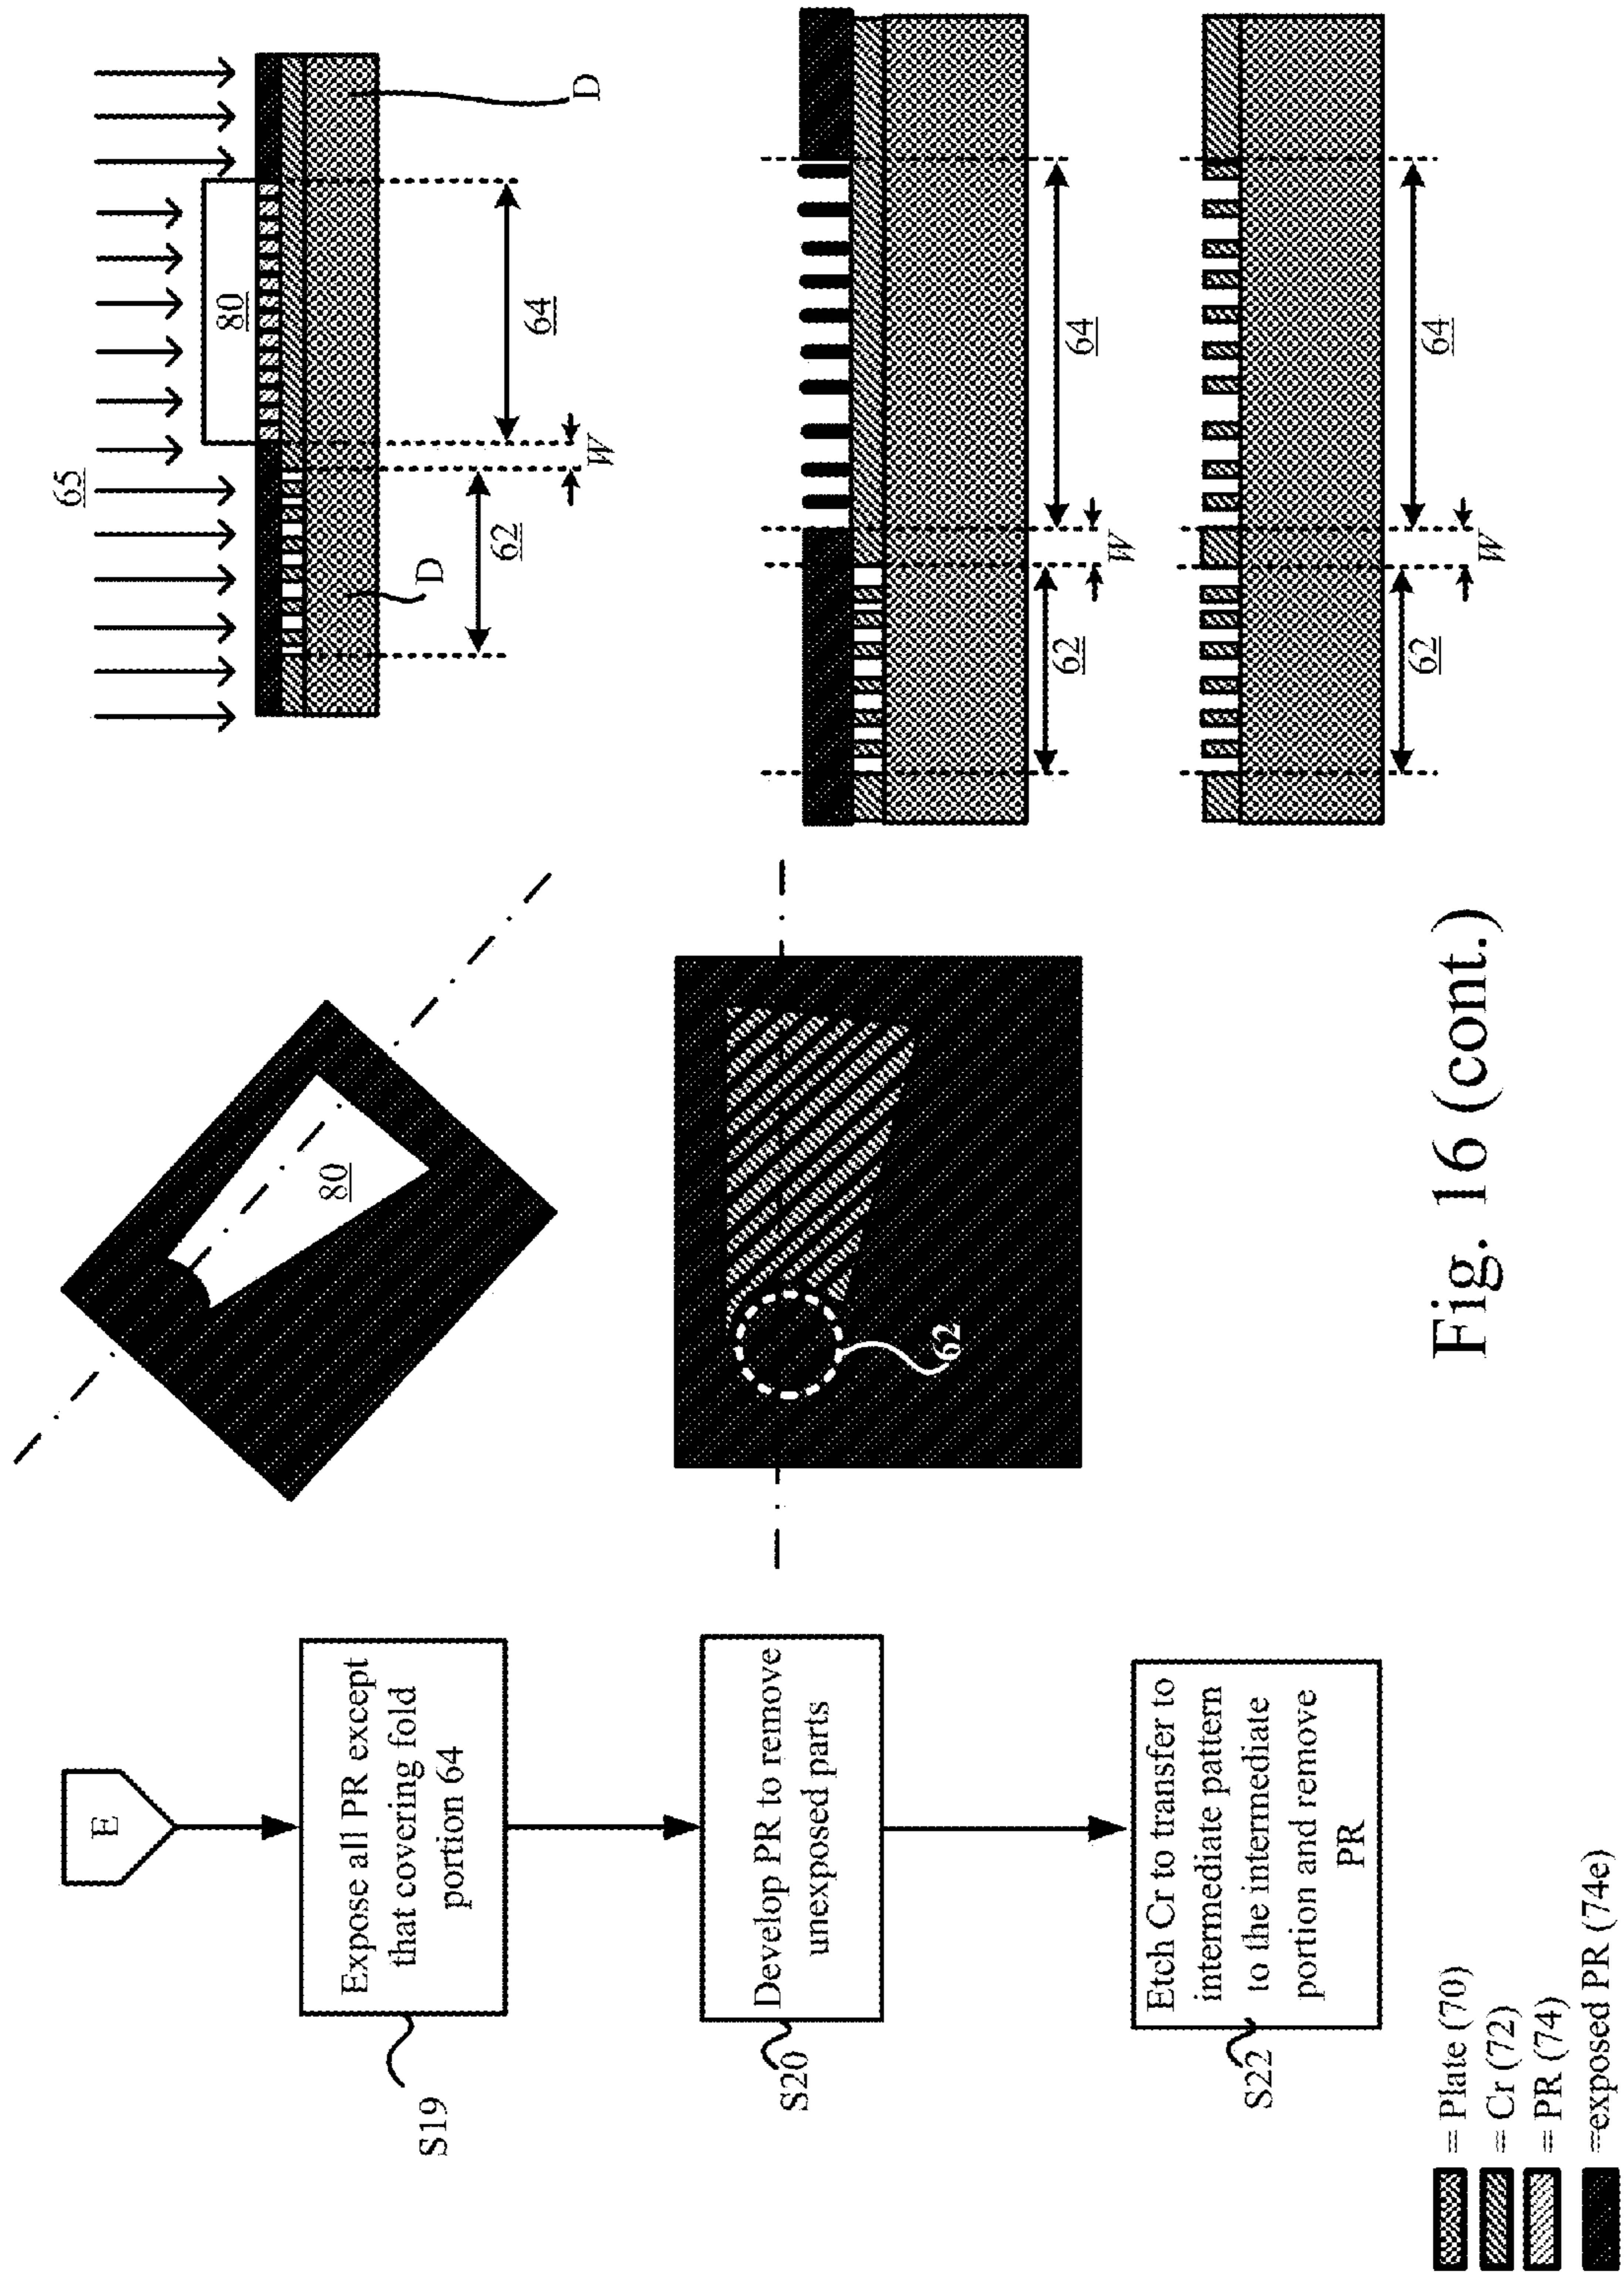 E
S19
Expose all PR except
that covering fold
portion 64
80
65
80
D
D
62
64
W
S20
Develop PR to remove
unexposed parts
62
62
64
W
S22
Etch Cr to transfer to
intermediate pattern
to the intermediate
portion and remove
PR
62
64
W
= Plate (70)
= Cr (72)
= PR (74)
=exposed PR (74e)
Fig. 16 (cont.)